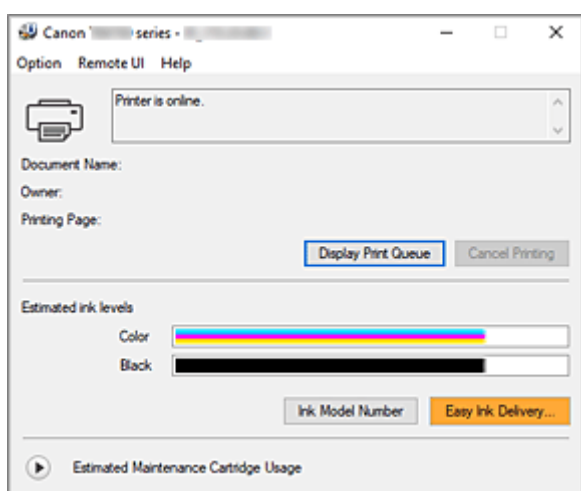 Canon series -
Option Remote UI Help
Printer is online.
Document Name:
Owner:
Printing Page:
Display Print Queue Cancel Printing
Estimated ink levels
Color
Black
Ink Model Number Easy Ink Delivery...
Estimated Maintenance Cartridge Usage